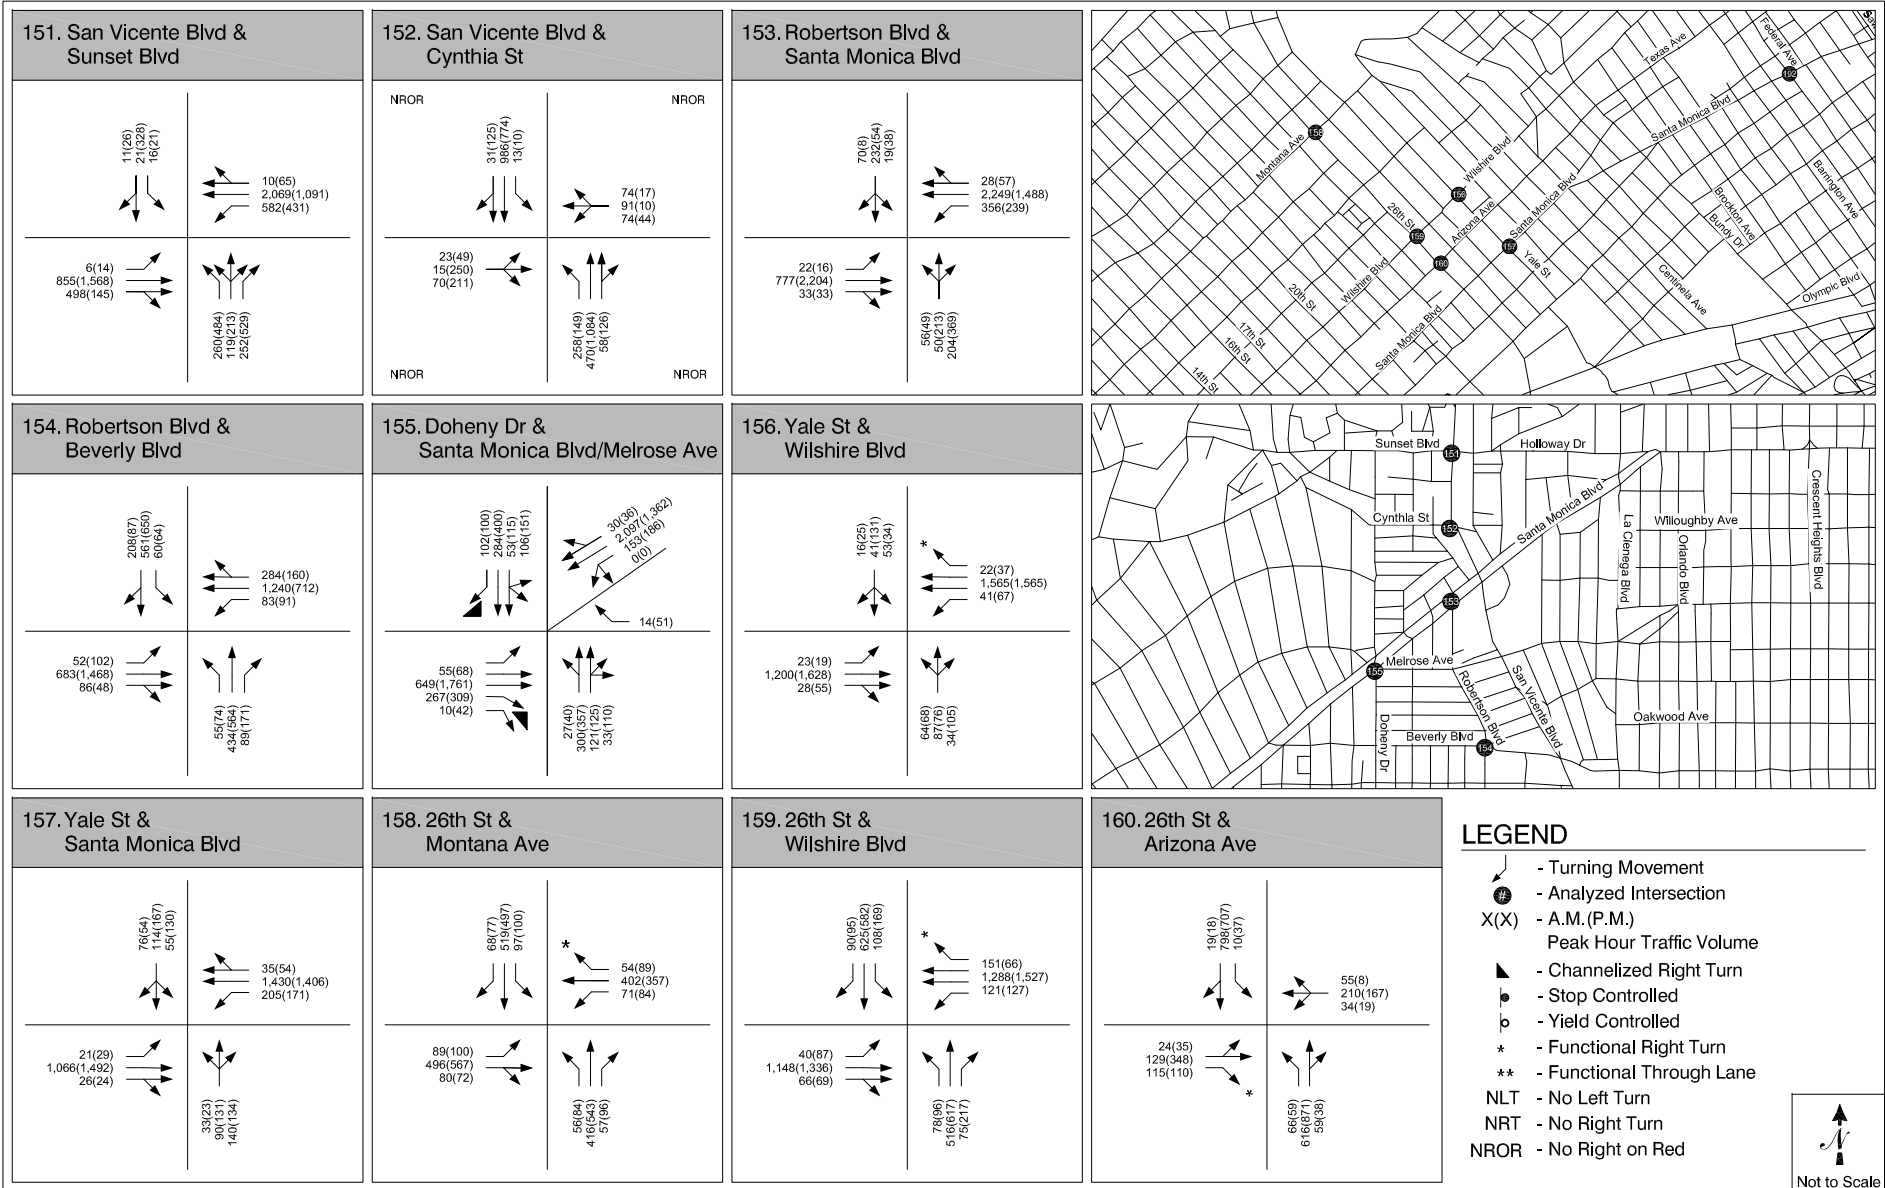 151. San Vicente Blvd &
Sunset Blvd
11(26)
21(328)
16(21)
10(65)
2,069(1,091)
582(431)
6(14)
855(1,568)
498(145)
260(484)
119(213)
252(529)
152. San Vicente Blvd &
Cynthia St
NROR
NROR
31(125)
986(774)
13(10)
74(17)
91(10)
74(44)
23(49)
15(250)
70(211)
258(149)
470(1,084)
58(126)
NROR
NROR
153. Robertson Blvd &
Santa Monica Blvd
70(8)
232(54)
19(38)
28(57)
2,249(1,488)
356(239)
22(16)
777(2,204)
33(33)
56(49)
50(213)
204(369)
Texas Ave
Federal Ave
192
Santa Monica Blvd
158
Montana Ave
Wilshire Blvd
156
26th St
Arizona Ave
Santa Monica Blvd
159
157
160
Yale St
Barrington Ave
Brockton Ave
Bundy Dr
Centinela Ave
Olympic Blvd
Wilshire Blvd
20th St
17th St
16th St
14th St
Santa Monica Blvd
154. Robertson Blvd &
Beverly Blvd
208(87)
561(650)
60(64)
284(160)
1,240(712)
83(91)
52(102)
683(1,468)
86(48)
55(74)
434(564)
89(171)
155. Doheny Dr &
Santa Monica Blvd/Melrose Ave
102(100)
284(400)
53(115)
106(151)
30(36)
2,097(1,362)
153(186)
0(0)
14(51)
55(68)
649(1,761)
267(309)
10(42)
27(40)
300(357)
121(125)
33(110)
156. Yale St &
Wilshire Blvd
16(25)
41(131)
53(34)
*
22(37)
1,565(1,565)
41(67)
23(19)
1,200(1,628)
28(55)
64(68)
87(76)
34(105)
Sunset Blvd
151
Holloway Dr
Cynthia St
152
Santa Monica Blvd
La Cienega Blvd
Willoughby Ave
Orlando Blvd
Crescent Heights Blvd
153
155
Melrose Ave
Robertson Blvd
San Vicente Blvd
Oakwood Ave
Doheny Dr
Beverly Blvd
154
157. Yale St &
Santa Monica Blvd
76(54)
114(167)
55(130)
35(54)
1,430(1,406)
205(171)
21(29)
1,066(1,492)
26(24)
33(23)
90(131)
140(134)
158. 26th St &
Montana Ave
68(77)
519(497)
97(100)
*
54(89)
402(357)
71(84)
89(100)
496(567)
80(72)
56(84)
416(543)
57(96)
159. 26th St &
Wilshire Blvd
90(95)
625(582)
108(169)
*
151(66)
1,288(1,527)
121(127)
40(87)
1,148(1,336)
66(69)
78(96)
516(617)
75(217)
160. 26th St &
Arizona Ave
19(18)
798(707)
10(37)
55(8)
210(167)
34(19)
24(35)
129(348)
115(110)
*
66(59)
616(871)
59(38)
LEGEND
- Turning Movement
# - Analyzed Intersection
X(X) - A.M.(P.M.)
Peak Hour Traffic Volume
- Channelized Right Turn
- Stop Controlled
- Yield Controlled
* - Functional Right Turn
** - Functional Through Lane
NLT - No Left Turn
NRT - No Right Turn
NROR - No Right on Red
N
Not to Scale